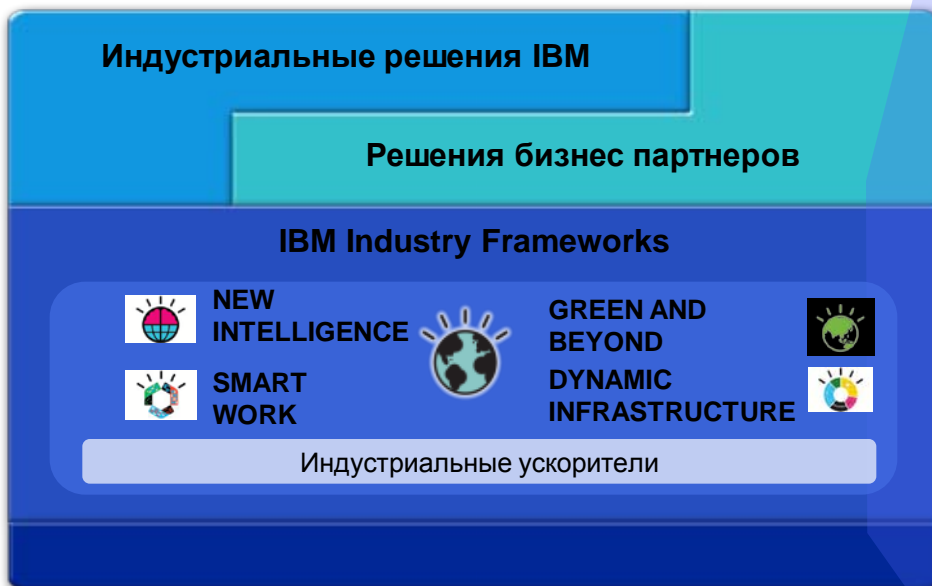 Индустриальные решения IBM
Решения бизнес партнеров
IBM Industry Frameworks
NEW
INTELLIGENCE
SMART
WORK
GREEN AND
BEYOND
DYNAMIC
INFRASTRUCTURE
Индустриальные ускорители